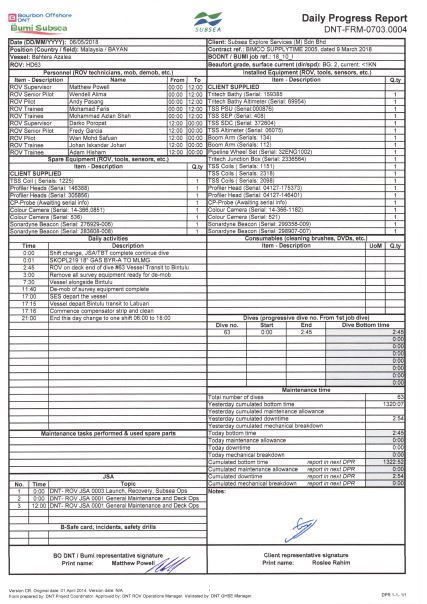 Bourbon Offshore
DNT
Bumi Subsea
SUBSEA
Daily Progress Report
DNT-FRM-0703.0004
Date (DD/MM/YYYY): 06/05/2018
Client: Subsea Explore Services (M) Sdn Bhd
Position (Country / field): Malaysia / BAYAN
Contract ref.: BIMCO SUPPLYTIME 2005, dated 9 March 2018
Vessel: Bahtera Azalea
BODNT / BUMI job ref.: 18_10_I
ROV: HD63
Beaufort grade, surface current (dir/spd): BG: 2, current: <1KN
Personnel (ROV technicians, mob, demob, etc.)
Installed Equipment (ROV, tools, sensors, etc.)
Item - Description Name From To
Item - Description Q.ty
ROV Supervisor Matthew Powell 00:00 12:00
CLIENT SUPPLIED
ROV Senior Pilot Wendell Alima 00:00 12:00
Tritech Bathy (Serial: 159385 1
ROV Pilot Andy Pasang 00:00 12:00
Tritech Bathy Altimeter (Serial: 69954) 1
ROV Trainee Mohamad Faris 00:00 12:00
TSS PSU (Serial:000876) 1
ROV Trainee Mohammad Azlan Shah 00:00 12:00
TSS SEP (Serial: 408) 1
ROV Supervisor Darko Poropat 12:00 00:00
TSS SDC (Serial: 372604) 1
ROV Senior Pilot Fredy Garcia 12:00 00:00
TSS Altimeter (Serial: 06075) 1
ROV Pilot Wan Mohd Safuan 12:00 00:00
Boom Arm (Serial: 134) 1
ROV Trainee Johan Iskandar Johari 12:00 00:00
Boom Arm (Serial: 112) 1
ROV Trainee Adam Hisham 12:00 00:00
Pipeline Wheel Set (Serial: 32ENG1002) 1
Spare Equipment (ROV, tools, sensors, etc.)
Tritech Junction Box (Serial: 2336564) 1
Item - Description Q.ty
TSS Coils ( Serials: 1151) 1
CLIENT SUPPLIED
TSS Coils ( Serials: 2318) 1
TSS Coil ( Serials: 1225) 1
TSS Coils ( Serials: 2098) 1
Profiler Heads (Serial: 146388) 1
Profiler Head (Serial: 04127-175373) 1
Profiler Heads (Serial: 305866) 1
Profiler Head (Serial: 04127-146401) 1
CP-Probe (Awaiting serial) 1
CP-Probe (Awaiting serial) 1
Colour Camera (Serial: 14-366,0851) 1
Colour Camera (Serial: 14-366-1182) 1
Colour Camera (Serial: 536) 1
Colour Camera (Serial: 521) 1
Sonardyne Beacon (Serial: 276929-006) 1
Sonardyne Beacon (Serial: 299358-009) 1
Sonardyne Beacon (Serial: 283608-008) 1
Sonardyne Beacon (Serial: 298907-007) 1
Daily activities
Consumables (cleaning brushes, DVDs, etc.)
Time Description
Item - Description UoM Q.ty
0:00 Shift change, JSA/TBT complete continue dive
0:01 SKOPL219 18" GAS BYR-A TO MLMG
2:45 ROV on deck end of dive #63 Vessel Transit to Bintulu
3:00 Remove all survey equipment ready for de-mob
7:30 Vessel alongside Bintulu
11:40 De-mob of survey equipment complete
17:00 SES depart the vessel
17:15 Vessel depart Bintulu transit to Labuan
17:16 Commence compensator strip and clean
21:00 End this day change to one shift 06:00 to 18:00
Dives (progressive dive no. From 1st job dive)
Dive no. Start End Dive Bottom time
63 0:00 2:45 2:45
0:00
0:00
0:00
0:00
0:00
0:00
0:00
Maintenance time
Total number of dives 63
Yesterday cumulated bottom time 1320:07
Yesterday cumulated maintenance allowance
Yesterday cumulated downtime 2:54
Yesterday cumulated mechanical breakdown
Maintenance tasks performed & used spare parts
Today bottom time 2:45
Today maintenance allowance 0:00
Today downtime 0:00
Today mechanical breakdown 0:00
Cumulated bottom time report in next DPR 1322:52
Cumulated maintenance allowance report in next DPR 0:00
Cumulated downtime report in next DPR 2:54
Cumulated mechanical breakdown report in next DPR 0:00
JSA
No. Time Topic
Notes:
1 0:00 DNT- ROV JSA 0003 Launch, Recovery, Subsea Ops
2 0:00 DNT- ROV JSA 0001 General Maintenance and Deck Ops
3 12:00 DNT- ROV JSA 0001 General Maintenance and Deck Ops
B-Safe card, incidents, safety drills
BO DNT / Bumi representative signature
Client representative signature
Print name: Matthew Powell
Print name: Roslee Rahim
Version CR. Original date: 01 April 2014. Version date: N/A
Form prepared by: DNT Project Coordinator. Approved by: DNT ROV Operations Manager. Validated by: DNT QHSE Manager
DPR 1-1, 1/1